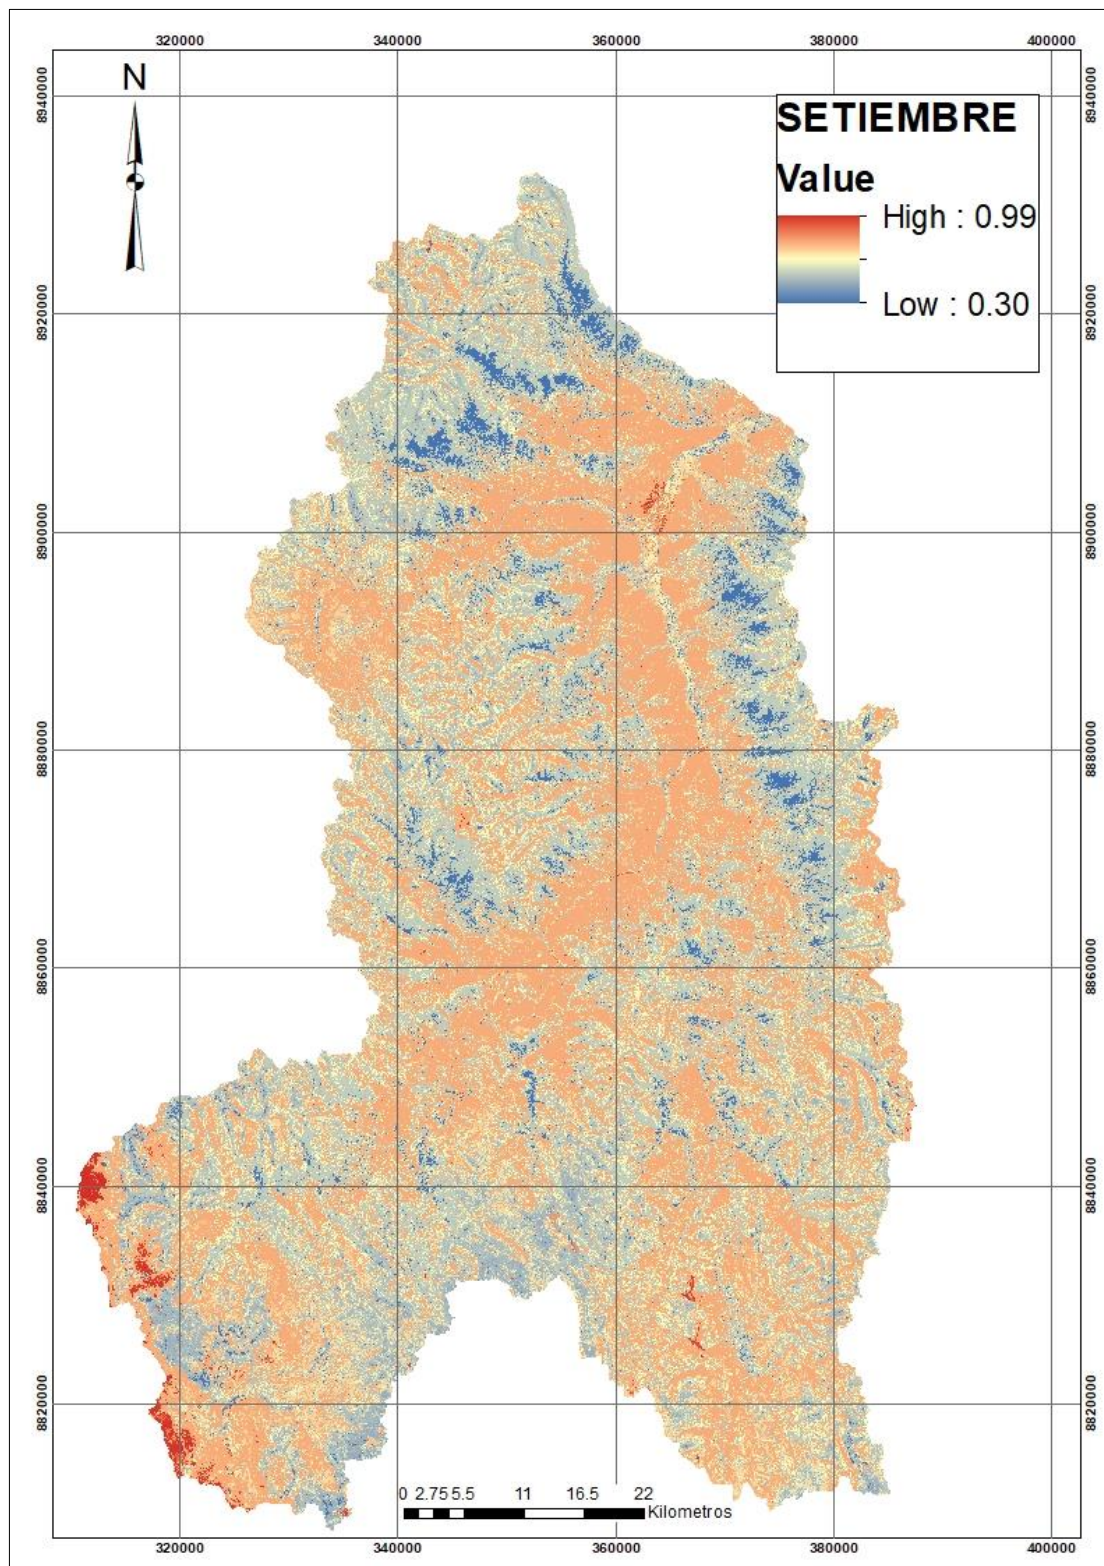 320000 340000 360000 380000 400000
N
8940000 8940000
SETIEMBRE
Value
High : 0.99
Low : 0.30
8920000 8920000
8900000 8900000
8880000 8880000
8860000 8860000
8840000 8840000
8820000 8820000
0 2.75 5.5 11 16.5 22
Kilometros
320000 340000 360000 380000 400000